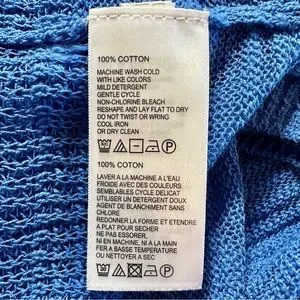 100% COTTON
MACHINE WASH COLD
WITH LIKE COLORS
MILD DETERGENT
GENTLE CYCLE
NON-CHLORINE BLEACH
RESHAPE AND LAY FLAT TO DRY
DO NOT TWIST OR WRING
COOL IRON
OR DRY CLEAN
100% COTON
LAVER A LA MACHINE A L'EAU
FROIDE AVEC DES COULEURS
SEMBLABLES CYCLE DELICAT
UTILISER UN DETERGENT DOUX
AGENT DE BLANCHIMENT SANS
CHLORE
REDONNER LA FORME ET ETENDRE
A PLAT POUR SECHER
NE PAS ESSORER,
NI EN MACHINE, NI A LA MAIN
FER A BASSE TEMPERATURE
OU NETTOYER A SEC